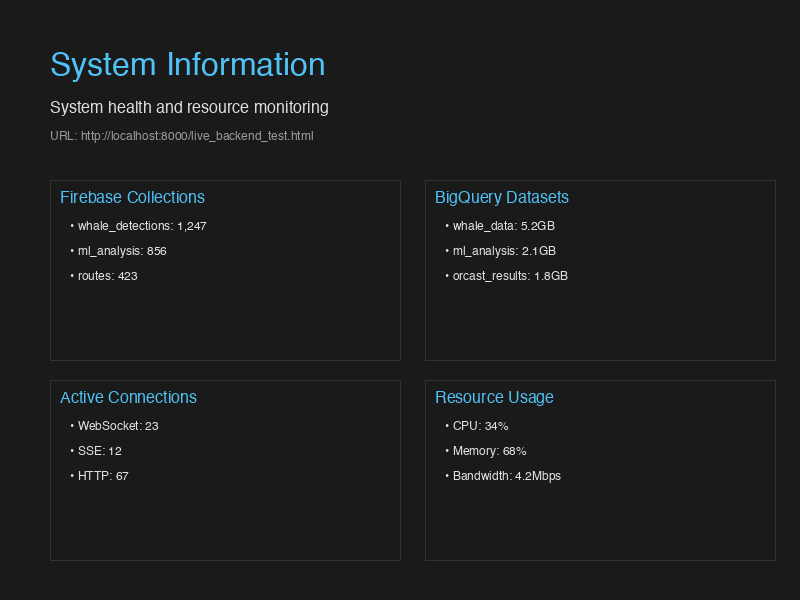 System Information
System health and resource monitoring
URL: http://localhost:8000/live_backend_test.html
Firebase Collections
• whale_detections: 1,247
• ml_analysis: 856
• routes: 423
BigQuery Datasets
• whale_data: 5.2GB
• ml_analysis: 2.1GB
• orcast_results: 1.8GB
Active Connections
• WebSocket: 23
• SSE: 12
• HTTP: 67
Resource Usage
• CPU: 34%
• Memory: 68%
• Bandwidth: 4.2Mbps